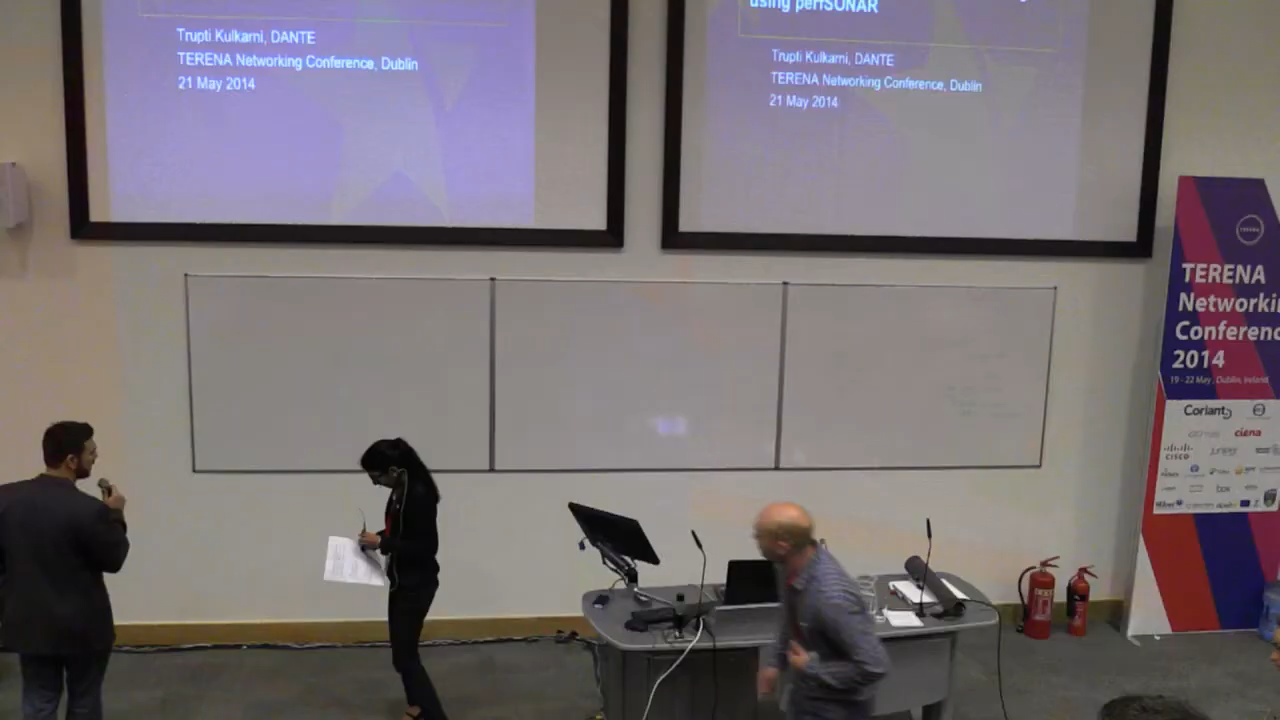 Trupti Kulkarni, DANTE
TERENA Networking Conference, Dublin
21 May 2014
using perfSONAR
Trupti Kulkarni, DANTE
TERENA Networking Conference, Dublin
21 May 2014
TERENA
Networki
Conferenc
2014
19 - 22 May, Dublin, Ireland
Coriant
ciena
CISCO
juniper